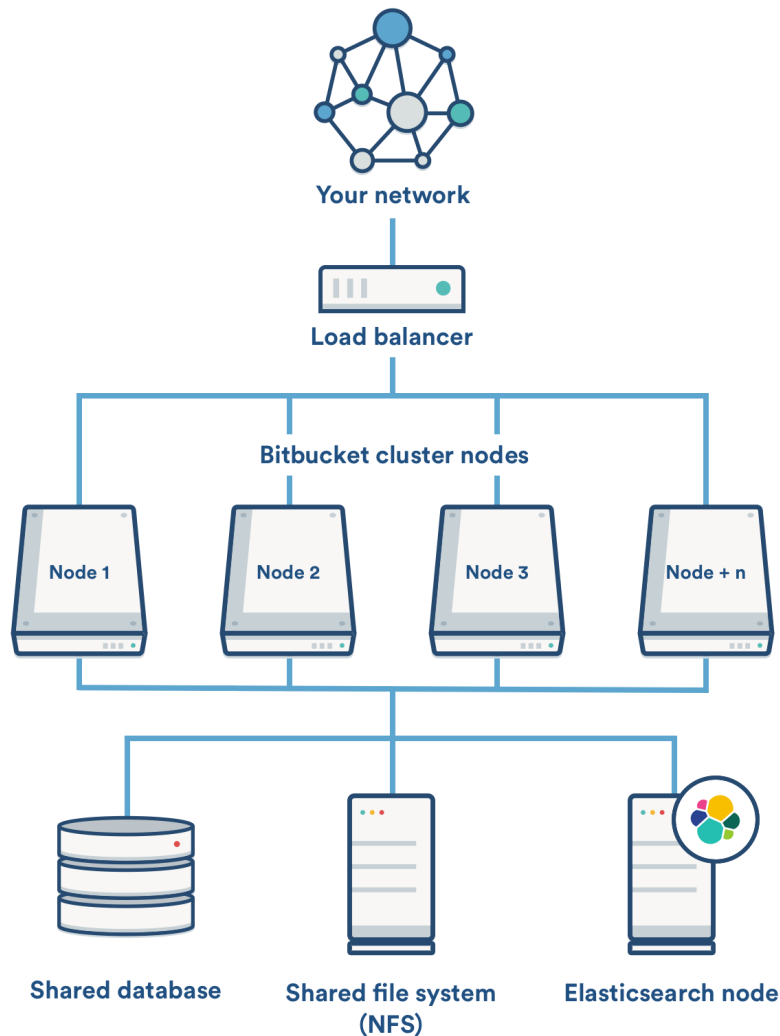 Your network
Load balancer
Bitbucket cluster nodes
Node 1
Node 2
Node 3
Node + n
Shared database
Shared file system
(NFS)
Elasticsearch node